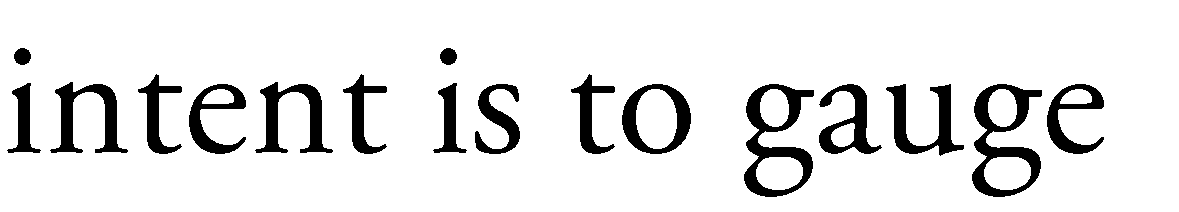 intent is to gauge